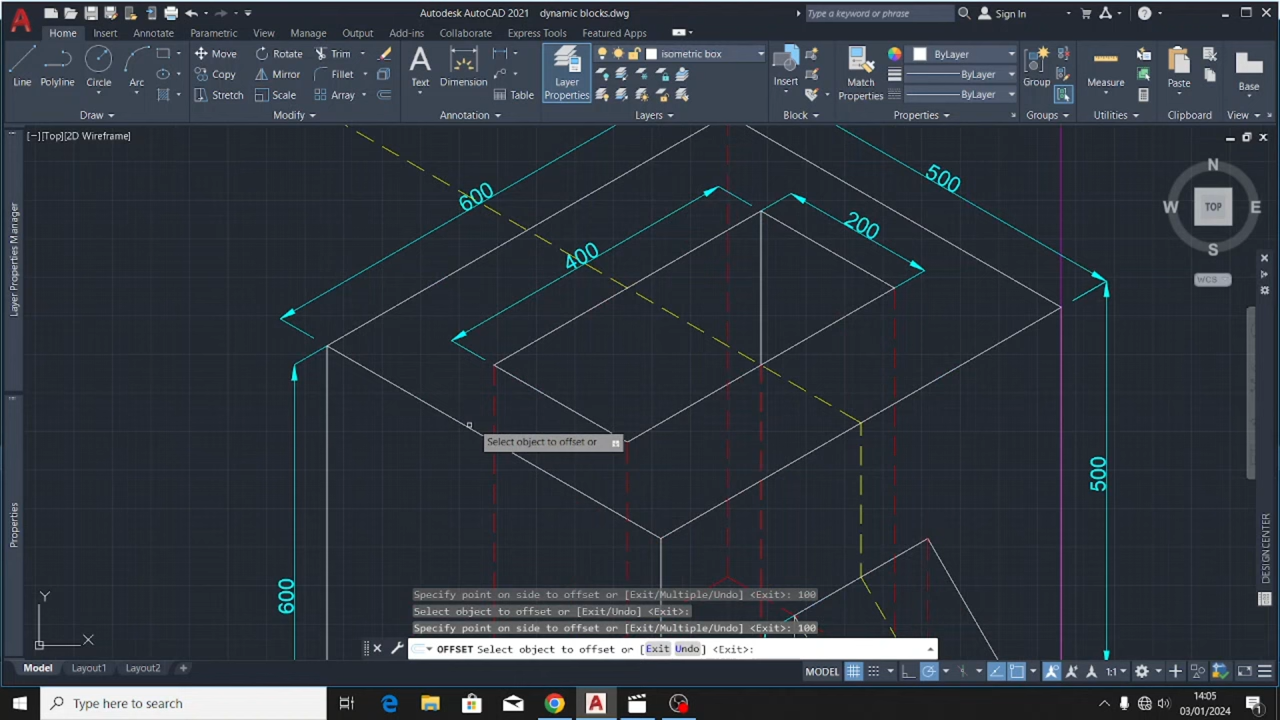 Autodesk AutoCAD 2021 dynamic blocks.dwg
Type a keyword or phrase
Sign In
Home Insert Annotate Parametric View Manage Output Add-ins Collaborate Express Tools Featured Apps
Line
Polyline
Circle
Arc
Move
Copy
Stretch
Rotate
Mirror
Scale
Trim
Fillet
Array
Text
Dimension
Table
Layer
Properties
isometric box
Insert
Match
Properties
ByLayer
ByLayer
ByLayer
Group
Measure
Paste
Base
Draw Modify Annotation Layers Block Properties Groups Utilities Clipboard View
[−][Top][2D Wireframe]
N
W
TOP
E
S
WCS
Layer Properties Manager
Properties
DESIGNCENTER
600
500
400
200
500
600
Select object to offset or
Specify point on side to offset or [Exit/Multiple/Undo] <Exit>: 100
Select object to offset or [Exit/Undo] <Exit>:
Specify point on side to offset or [Exit/Multiple/Undo] <Exit>: 100
OFFSET Select object to offset or [Exit Undo] <Exit>:
Y
X
Model Layout1 Layout2 +
MODEL
1:1
Type here to search
14:05
03/01/2024